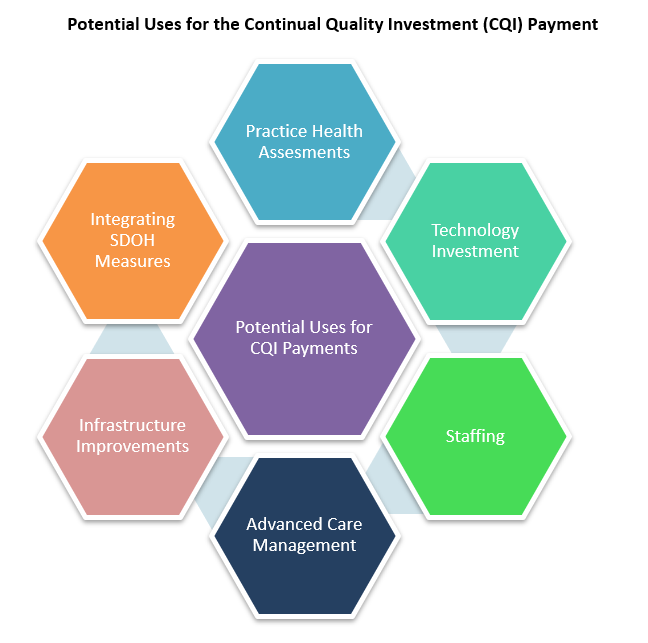 Potential Uses for the Continual Quality Investment (CQI) Payment
Practice Health
Assesments
Technology
Investment
Staffing
Advanced Care
Management
Infrastructure
Improvements
Integrating
SDOH
Measures
Potential Uses for
CQI Payments